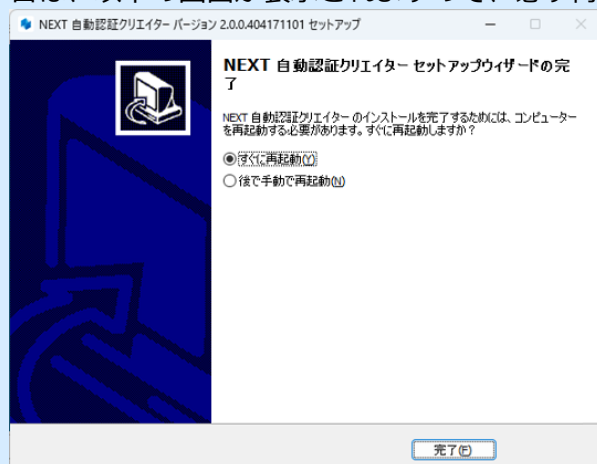 NEXT 自動認証クリエイター バージョン 2.0.0.404171101 セットアップ
NEXT 自動認証クリエイター セットアップウィザードの完
了
NEXT 自動認証クリエイター のインストールを完了するためには、コンピューター
を再起動する必要があります。すぐに再起動しますか？
すぐに再起動(Y)
後で手動で再起動(N)
完了(F)